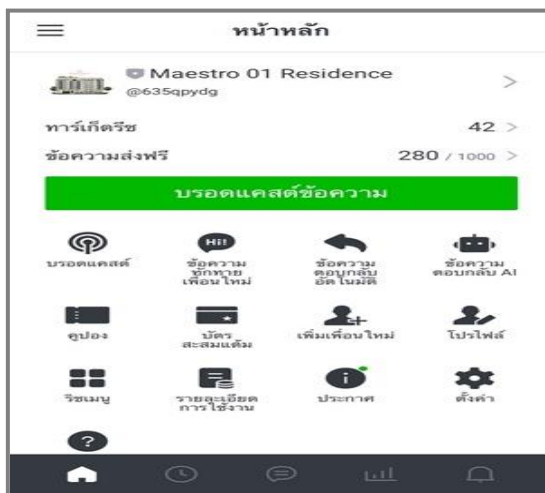 หน้าหลัก
Maestro 01 Residence
@635qpydg
ทาร์เก็ตรีช 42
ข้อความส่งฟรี 280 / 1000
บรอดแคสต์ข้อความ
บรอดแคสต์
ข้อความ
ทักทาย
เพื่อนใหม่
ข้อความ
ตอบกลับ
อัตโนมัติ
ข้อความ
ตอบกลับ AI
Hi!
คูปอง
บัตร
สะสมแต้ม
เพิ่มเพื่อนใหม่
โปรไฟล์
ริชเมนู
รายละเอียด
การใช้งาน
ประกาศ
ตั้งค่า